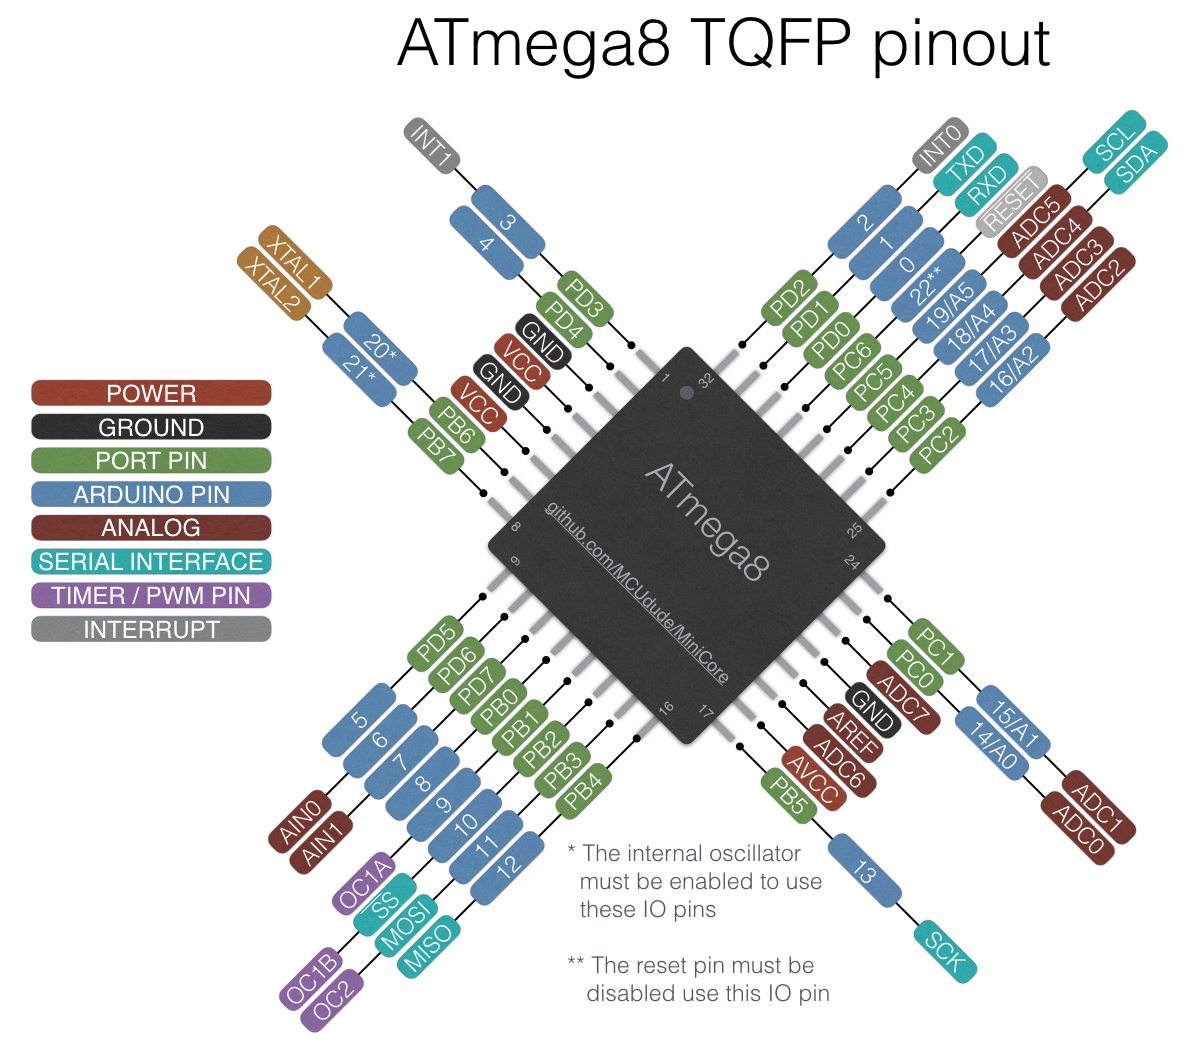 ATmega8 TQFP pinout
INT1
3
4
PD3
PD4
GND
VCC
GND
VCC
XTAL1
XTAL2
20*
21*
PB6
PB7
INT0
TXD
RXD
RESET
SCL
SDA
ADC5
ADC4
ADC3
ADC2
2
1
0
22**
19/A5
18/A4
17/A3
16/A2
PD2
PD1
PD0
PC6
PC5
PC4
PC3
PC2
POWER
GROUND
PORT PIN
ARDUINO PIN
ANALOG
SERIAL INTERFACE
TIMER / PWM PIN
INTERRUPT
1
32
8
9
25
24
16
17
ATmega8
github.com/MCUdude/MiniCore
PD5
PD6
PD7
PB0
PB1
PB2
PB3
PB4
5
6
7
8
9
10
11
12
AIN0
AIN1
OC1A
SS
MOSI
MISO
OC1B
OC2
PC1
PC0
ADC7
GND
AREF
ADC6
AVCC
PB5
15/A1
14/A0
ADC1
ADC0
13
SCK
* The internal oscillator
must be enabled to use
these IO pins
** The reset pin must be
disabled use this IO pin